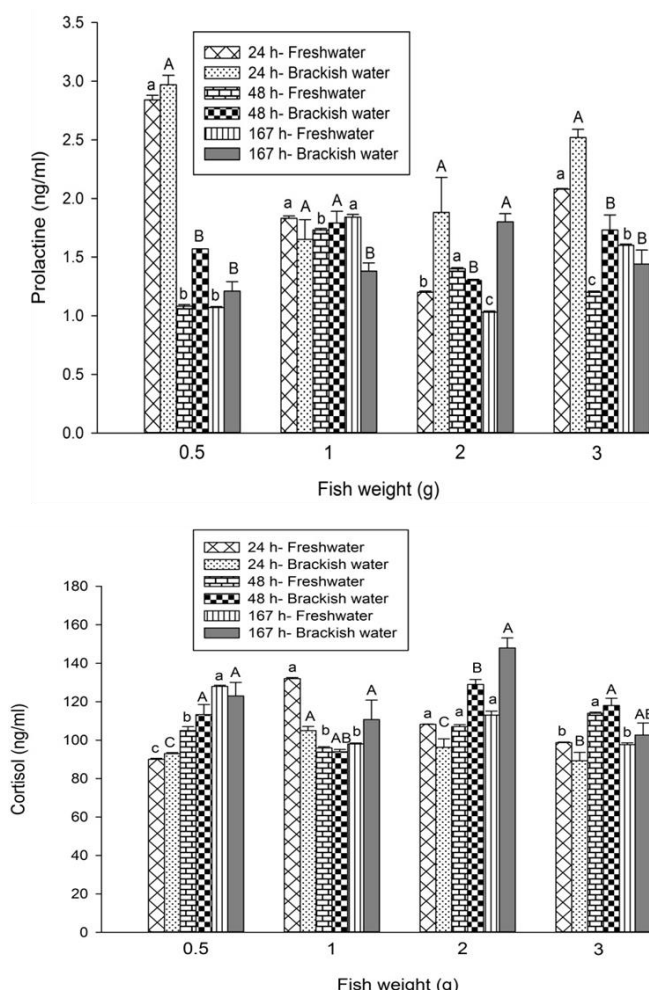 3.5
3.0
2.5
2.0
1.5
1.0
0.5
0.0
Prolactine (ng/ml)
24 h- Freshwater
24 h- Brackish water
48 h- Freshwater
48 h- Brackish water
167 h- Freshwater
167 h- Brackish water
a A b B b B
a A b A a B
b A a B c A
a A c B b B
0.5 1 2 3
Fish weight (g)
24 h- Freshwater
24 h- Brackish water
48 h- Freshwater
48 h- Brackish water
167 h- Freshwater
167 h- Brackish water
180
160
140
120
100
80
60
40
20
0
Cortisol (ng/ml)
c C b A a A
a A b AB b A
a C a B a A
b B a A b AB
0.5 1 2 3
Fish weight (g)